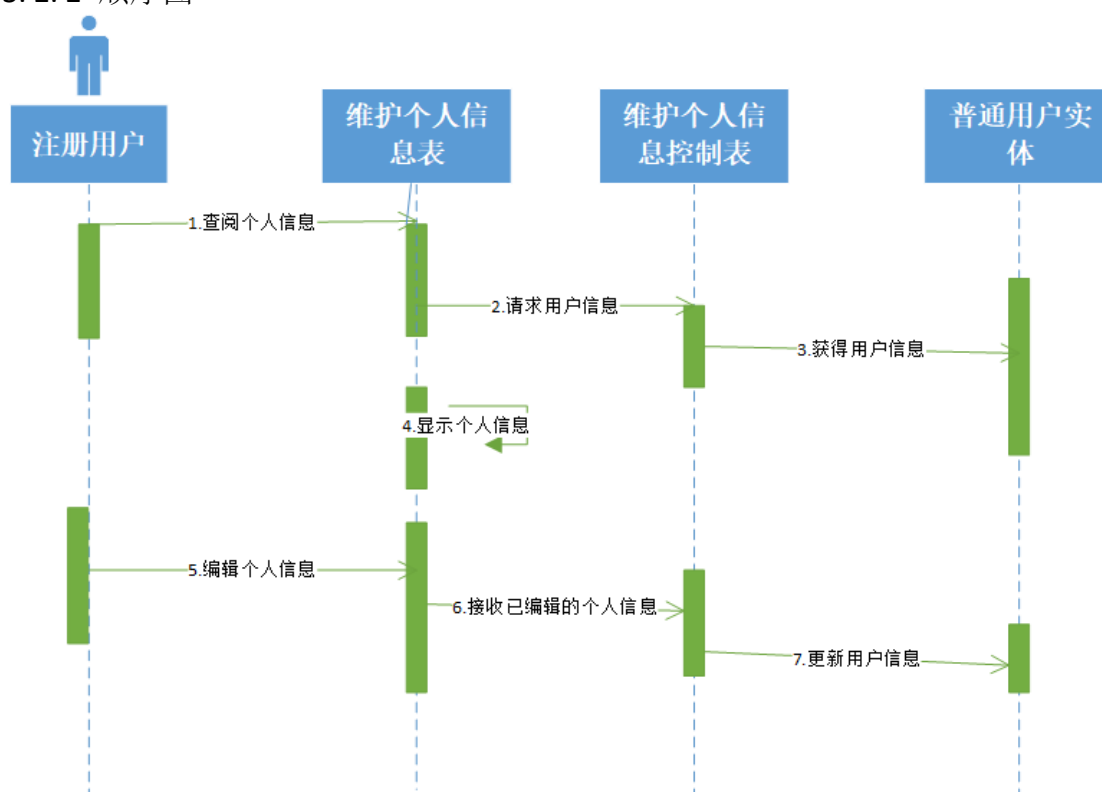 注册用户
维护个人信
息表
维护个人信
息控制表
普通用户实
体
1.查阅个人信息
2.请求用户信息
3.获得用户信息
4.显示个人信息
5.编辑个人信息
6.接收已编辑的个人信息
7.更新用户信息